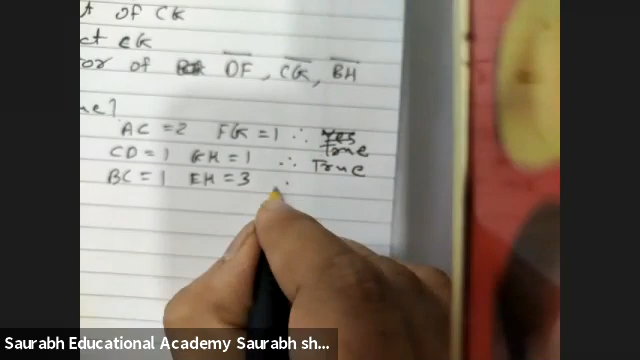 t of CG
ct CG
or of DF, CG, BH
ne?
AC = 2 FG = 1 ∴ True
CD = 1 GH = 1 ∴ True
BC = 1 EH = 3 ∴
Saurabh Educational Academy Saurabh sh...